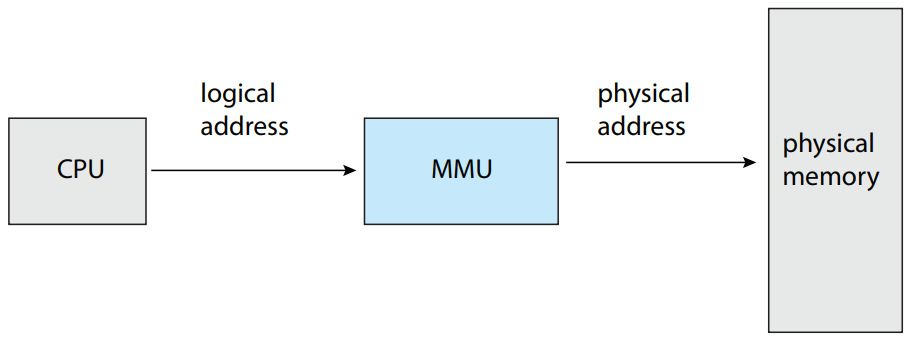 logical
address
physical
address
CPU
MMU
physical
memory